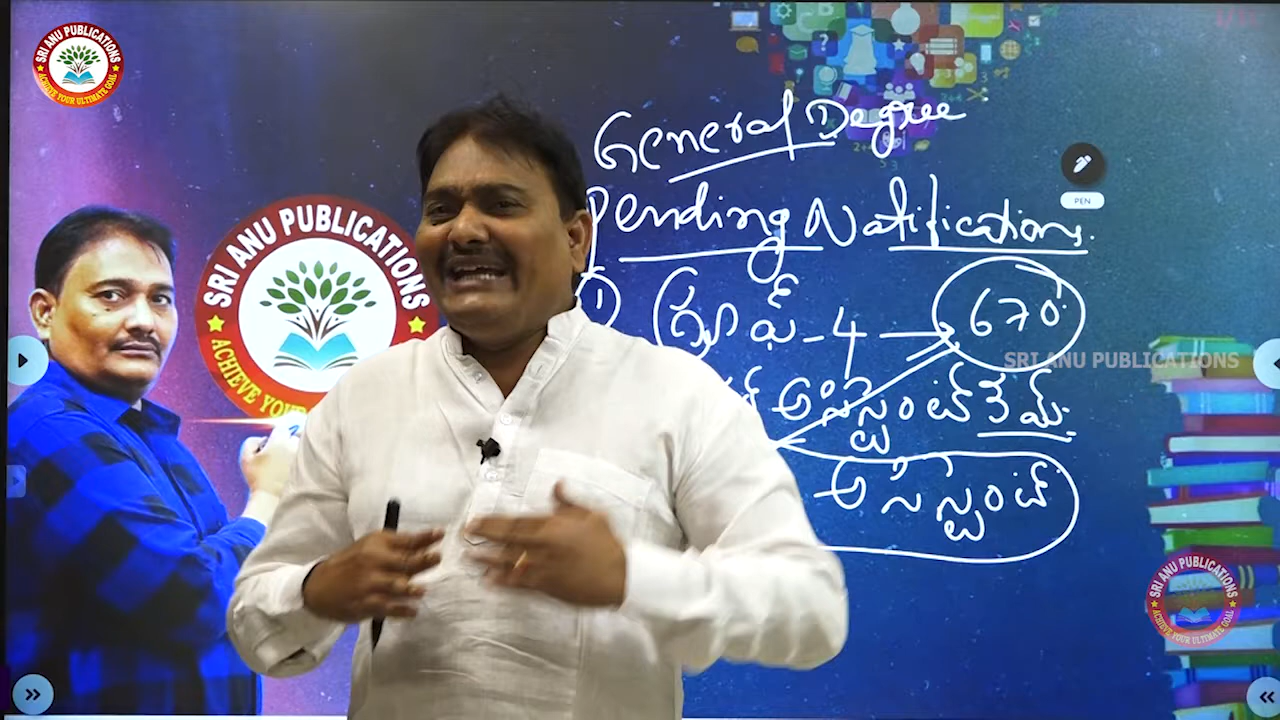 SRI ANU PUBLICATIONS
ACHIEVE YOUR ULTIMATE GOAL
General Degree
Pending Notifications.
SRI ANU PUBLICATIONS
ACHIEVE YOU
PEN
1 గ్రూప్-4 → 670
SRI ANU PUBLICATIONS
అసిస్టెంట్
అసిస్టెంట్
SRI ANU PUBLICATIONS
ACHIEVE YOUR ULTIMATE GOAL